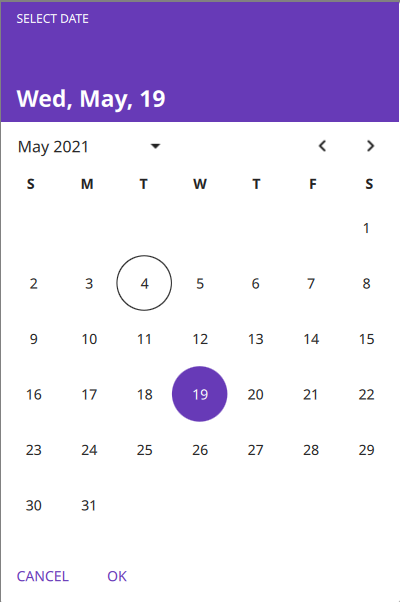 SELECT DATE
Wed, May, 19
May 2021
S M T W T F S
1
2 3 4 5 6 7 8
9 10 11 12 13 14 15
16 17 18 19 20 21 22
23 24 25 26 27 28 29
30 31
CANCEL OK